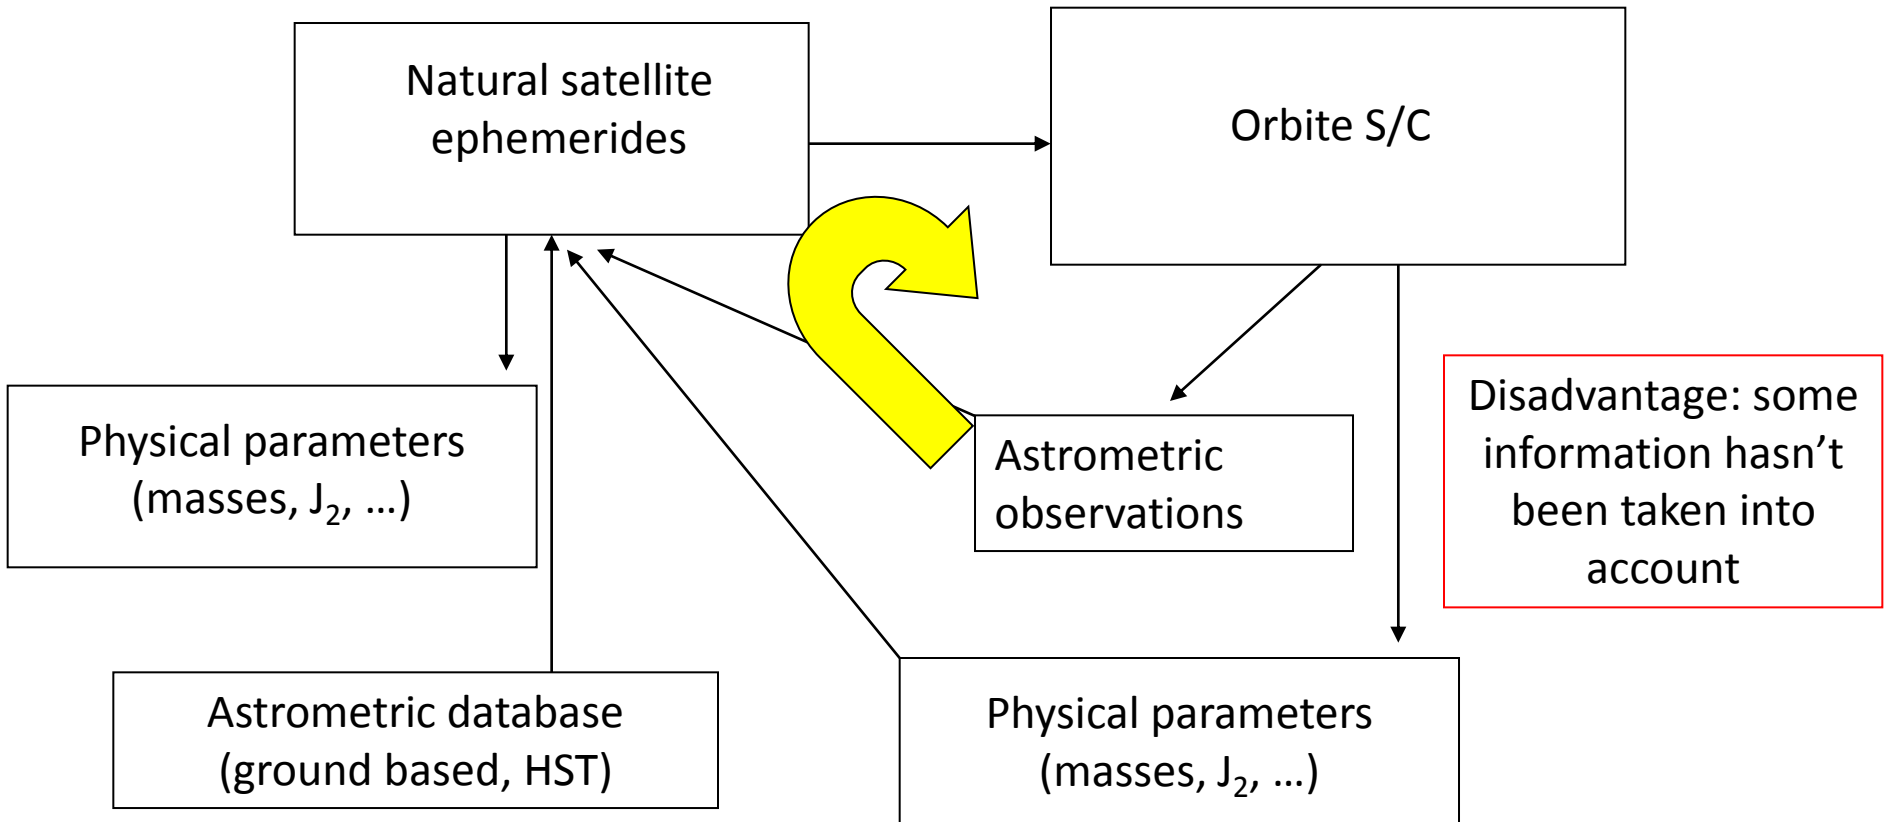 Natural satellite
ephemerides
Orbite S/C
Physical parameters
(masses, J₂, …)
Astrometric
observations
Disadvantage: some
information hasn’t
been taken into
account
Astrometric database
(ground based, HST)
Physical parameters
(masses, J₂, …)